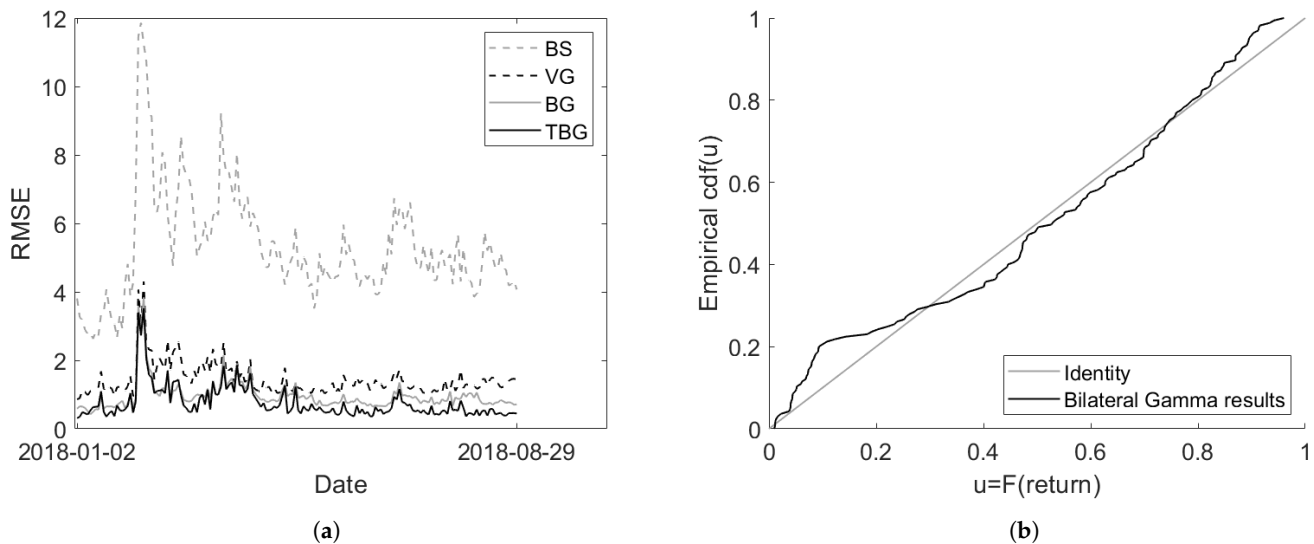 12
10
8
6
4
2
0
RMSE
BS
VG
BG
TBG
2018-01-02
2018-08-29
Date
(a)
1
0.8
0.6
0.4
0.2
0
Empirical cdf(u)
Identity
Bilateral Gamma results
0
0.2
0.4
0.6
0.8
1
u=F(return)
(b)